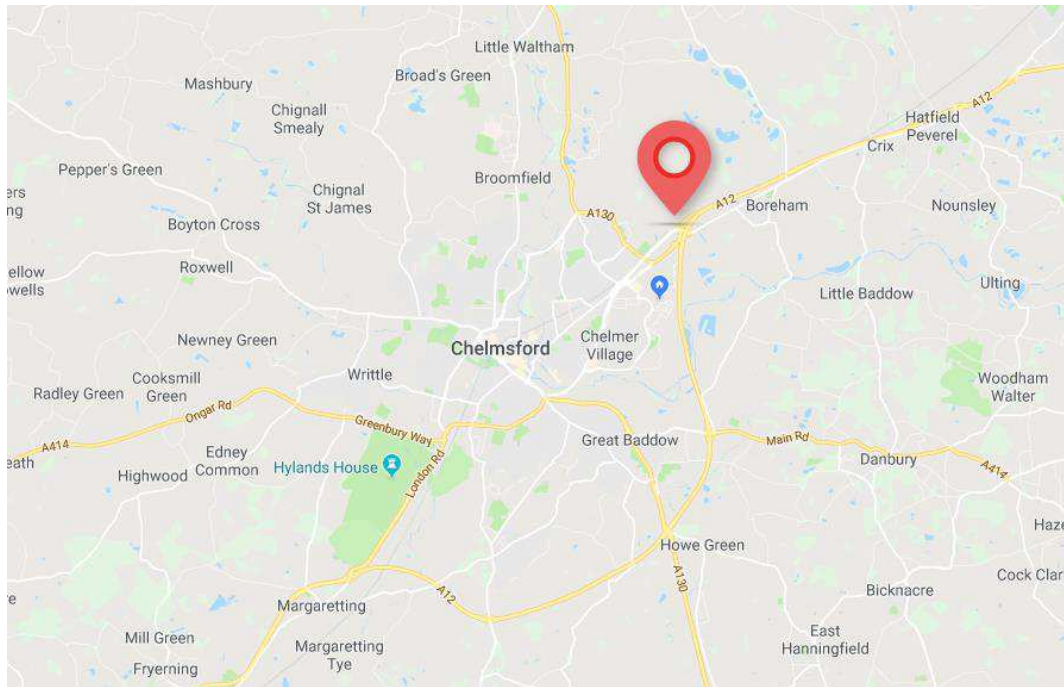 Little Waltham
Broad's Green
Mashbury
A12
Chignall
Smealy
Hatfield
Peverel
Crix
Pepper's Green
Broomfield
Chignal
St James
A12
Boreham
Nounsley
A130
Boyton Cross
Roxwell
Ulting
Little Baddow
Chelmer
Village
Newney Green
Chelmsford
Writtle
Cooksmill
Green
Radley Green
Woodham
Walter
Ongar Rd
Greenbury Way
A414
Great Baddow
Main Rd
Edney
Common
Hylands House
London Rd
Highwood
Danbury
A414
Howe Green
A130
A12
Bicknacre
Cock Clar
Margaretting
Mill Green
Margaretting
Tye
East
Hanningfield
Fryerning